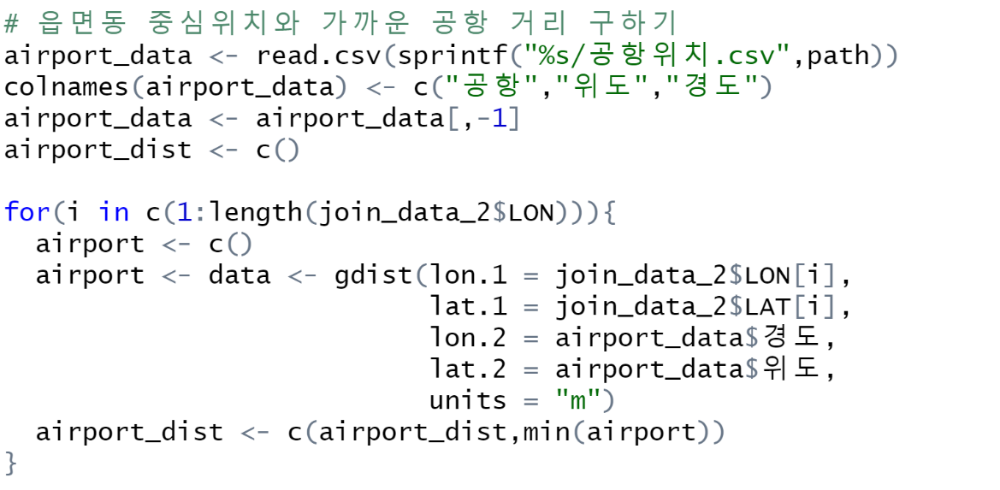 # 읍면동 중심위치와 가까운 공항 거리 구하기
airport_data <- read.csv(sprintf("%s/공항위치.csv",path))
colnames(airport_data) <- c("공항","위도","경도")
airport_data <- airport_data[,-1]
airport_dist <- c()

for(i in c(1:length(join_data_2$LON))){
  airport <- c()
  airport <- data <- gdist(lon.1 = join_data_2$LON[i],
                           lat.1 = join_data_2$LAT[i],
                           lon.2 = airport_data$경도,
                           lat.2 = airport_data$위도,
                           units = "m")
  airport_dist <- c(airport_dist,min(airport))
}